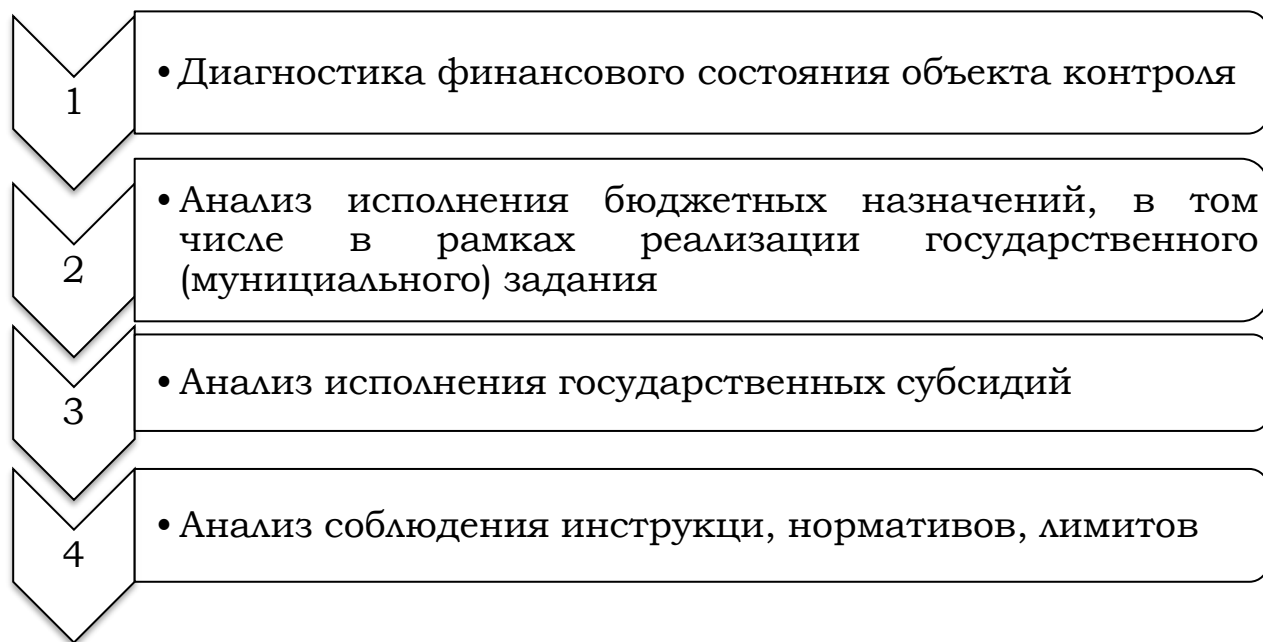 1
• Диагностика финансового состояния объекта контроля
2
• Анализ исполнения бюджетных назначений, в том
числе в рамках реализации государственного
(мунициального) задания
3
• Анализ исполнения государственных субсидий
4
• Анализ соблюдения инструкци, нормативов, лимитов